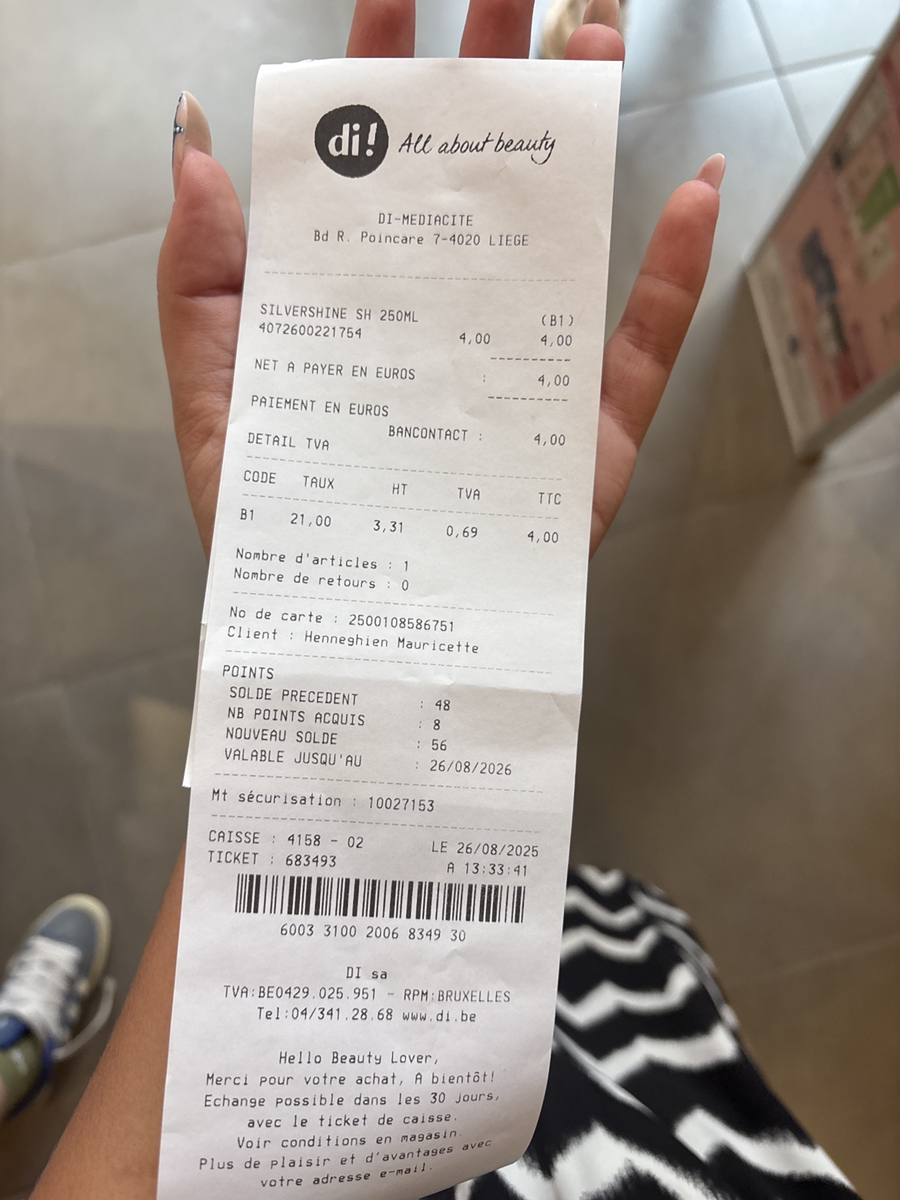 di! All about beauty
DI-MEDIACITE
Bd R. Poincare 7-4020 LIEGE
SILVERSHINE SH 250ML (B1)
4072600221754 4,00 4,00
NET A PAYER EN EUROS : 4,00
PAIEMENT EN EUROS
BANCONTACT : 4,00
DETAIL TVA
CODE TAUX HT TVA TTC
B1 21,00 3,31 0,69 4,00
Nombre d'articles : 1
Nombre de retours : 0
No de carte : 2500108586751
Client : Henneghien Mauricette
POINTS
SOLDE PRECEDENT : 48
NB POINTS ACQUIS : 8
NOUVEAU SOLDE : 56
VALABLE JUSQU'AU : 26/08/2026
Mt sécurisation : 10027153
CAISSE : 4158 - 02 LE 26/08/2025
TICKET : 683493 A 13:33:41
6003 3100 2006 8349 30
DI sa
TVA:BE0429.025.951 - RPM:BRUXELLES
Tel:04/341.28.68 www.di.be
Hello Beauty Lover,
Merci pour votre achat, A bientôt!
Echange possible dans les 30 jours,
avec le ticket de caisse.
Voir conditions en magasin.
Plus de plaisir et d'avantages avec
votre adresse e-mail.